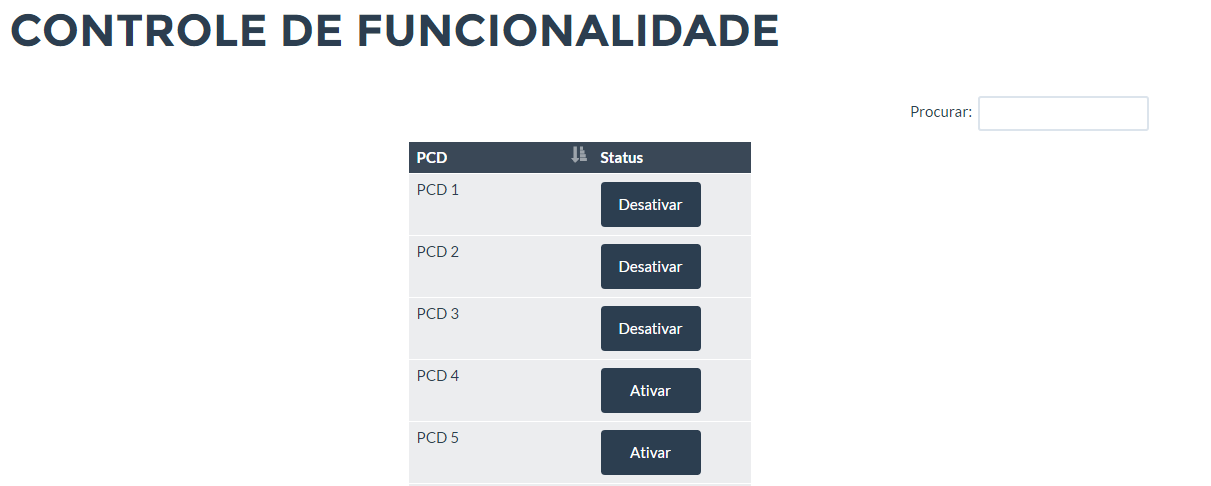 CONTROLE DE FUNCIONALIDADE
Procurar:
PCD Status
PCD 1 Desativar
PCD 2 Desativar
PCD 3 Desativar
PCD 4 Ativar
PCD 5 Ativar